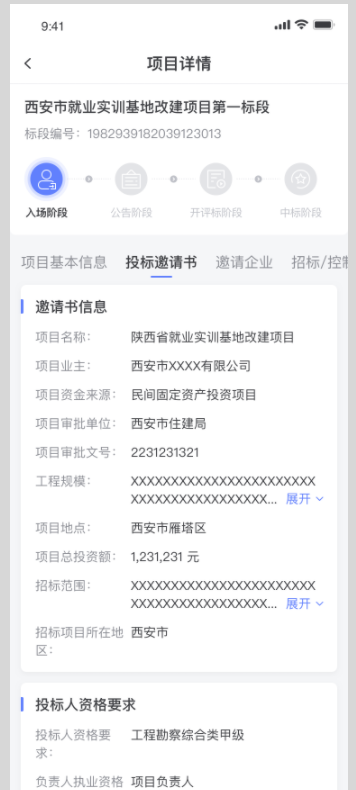 9:41
项目详情
西安市就业实训基地改建项目第一标段
标段编号：1982939182039123013
入场阶段 公告阶段 开评标阶段 中标阶段
项目基本信息 投标邀请书 邀请企业 招标/控制
邀请书信息
项目名称： 陕西省就业实训基地改建项目
项目业主： 西安市XXXX有限公司
项目资金来源： 民间固定资产投资项目
项目审批单位： 西安市住建局
项目审批文号： 2231231321
工程规模： XXXXXXXXXXXXXXXXXXXXXXX
XXXXXXXXXXXXXXXXX... 展开
项目地点： 西安市雁塔区
项目总投资额： 1,231,231 元
招标范围： XXXXXXXXXXXXXXXXXXXXXXX
XXXXXXXXXXXXXXXXX... 展开
招标项目所在地 西安市
区：
投标人资格要求
投标人资格要 工程勘察综合类甲级
求：
负责人执业资格 项目负责人